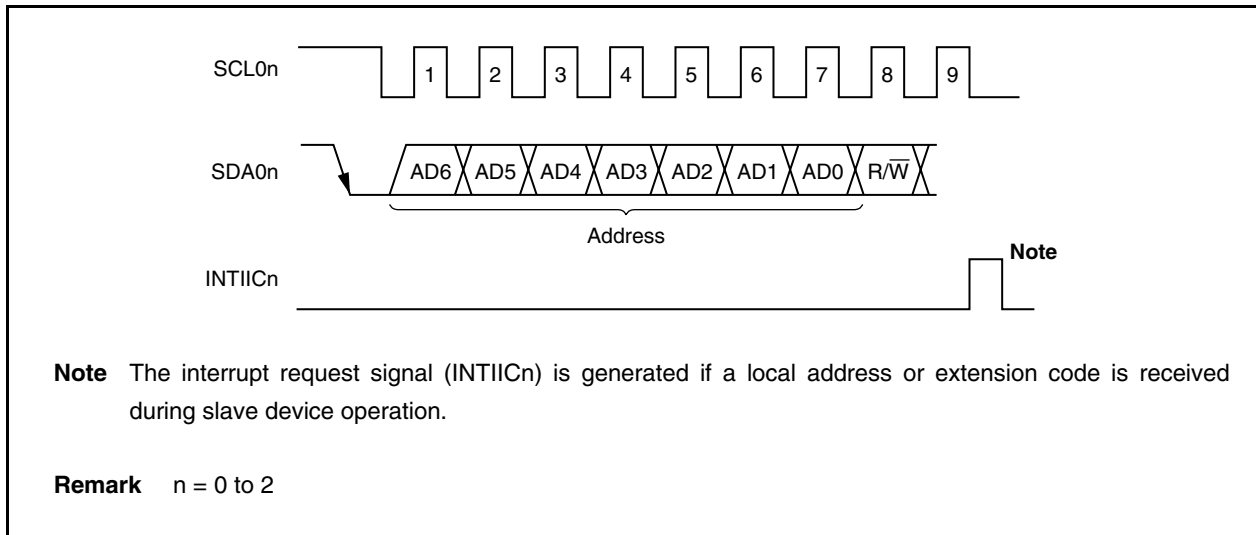 SCL0n 1 2 3 4 5 6 7 8 9
SDA0n AD6 AD5 AD4 AD3 AD2 AD1 AD0 R/W̅
Address
Note
INTIICn
Note The interrupt request signal (INTIICn) is generated if a local address or extension code is received
during slave device operation.
Remark n = 0 to 2